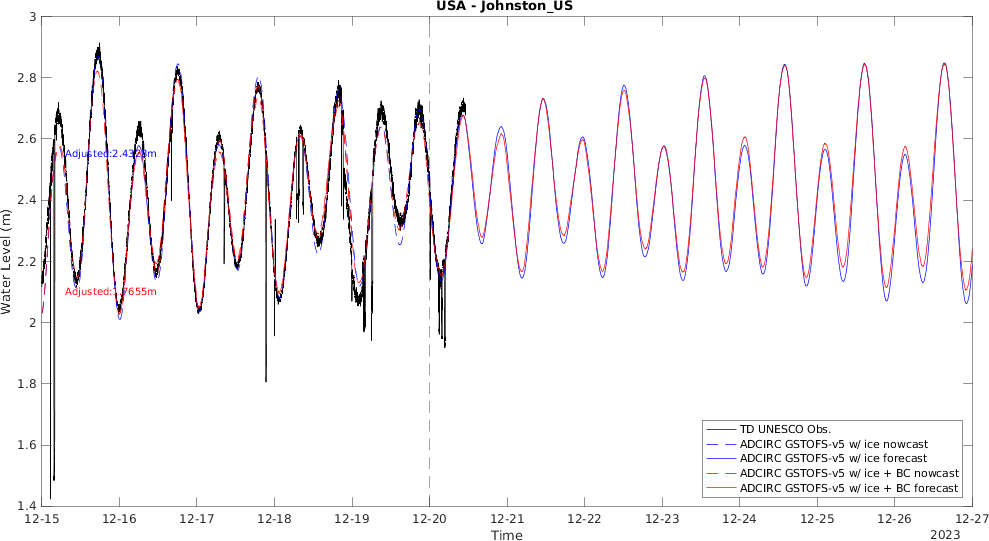 USA - Johnston_US
Water Level (m)
3
2.8
2.6
2.4
2.2
2
1.8
1.6
1.4
Adjusted:2.4323m
TD UNESCO Obs.
ADCIRC GSTOFS-v5 w/ ice nowcast
ADCIRC GSTOFS-v5 w/ ice forecast
ADCIRC GSTOFS-v5 w/ ice + BC nowcast
ADCIRC GSTOFS-v5 w/ ice + BC forecast
12-15 12-16 12-17 12-18 12-19 12-20 12-21 12-22 12-23 12-24 12-25 12-26 12-27
Time
2023